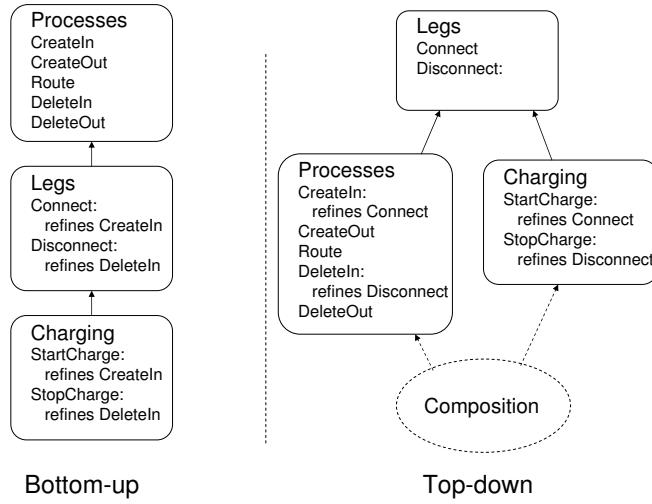 Processes
CreateIn
CreateOut
Route
DeleteIn
DeleteOut
Legs
Connect:
refines CreateIn
Disconnect:
refines DeleteIn
Charging
StartCharge:
refines CreateIn
StopCharge:
refines DeleteIn
Bottom-up
Legs
Connect
Disconnect:
Processes
CreateIn:
refines Connect
CreateOut
Route
DeleteIn:
refines Disconnect
DeleteOut
Charging
StartCharge:
refines Connect
StopCharge:
refines Disconnect
Composition
Top-down